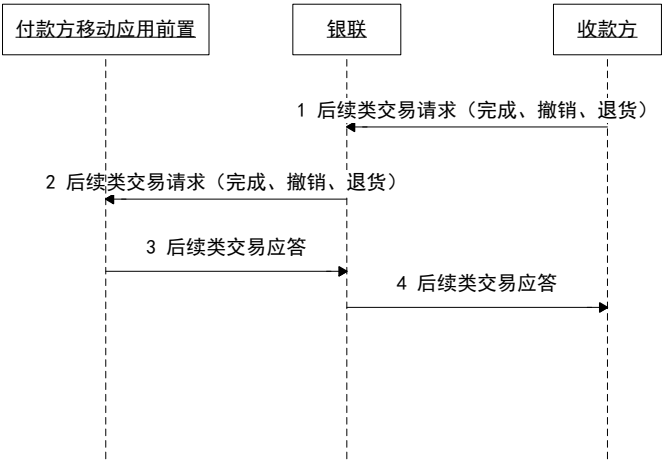 付款方移动应用前置
银联
收款方
1 后续类交易请求（完成、撤销、退货）
2 后续类交易请求（完成、撤销、退货）
3 后续类交易应答
4 后续类交易应答